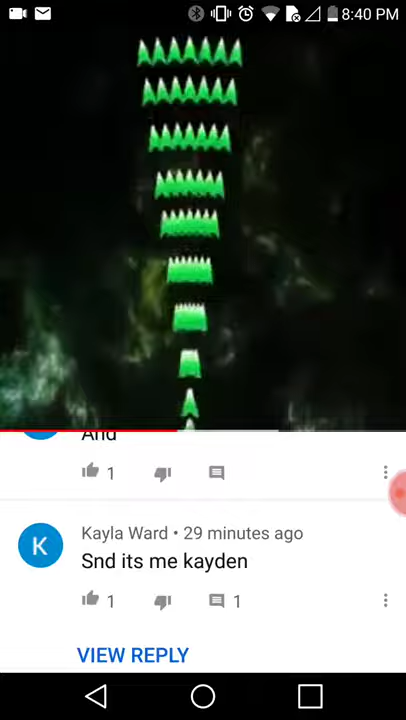 8:40 PM
And
1
Kayla Ward • 29 minutes ago
K
Snd its me kayden
1 1
VIEW REPLY